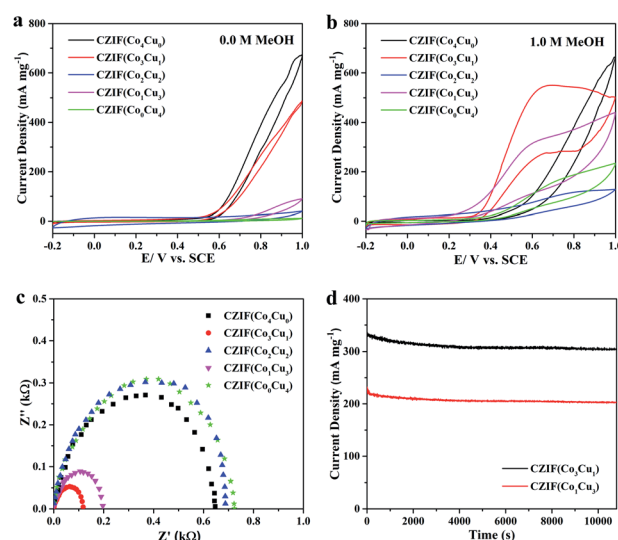 a
0.0 M MeOH
CZIF(Co₄Cu₀)
CZIF(Co₃Cu₁)
CZIF(Co₂Cu₂)
CZIF(Co₁Cu₃)
CZIF(Co₀Cu₄)
Current Density (mA mg⁻¹)
800
600
400
200
0
-0.2 0.0 0.2 0.4 0.6 0.8 1.0
E/ V vs. SCE
b
1.0 M MeOH
CZIF(Co₄Cu₀)
CZIF(Co₃Cu₁)
CZIF(Co₂Cu₂)
CZIF(Co₁Cu₃)
CZIF(Co₀Cu₄)
Current Density (mA mg⁻¹)
800
600
400
200
0
-0.2 0.0 0.2 0.4 0.6 0.8 1.0
E/ V vs. SCE
c
CZIF(Co₄Cu₀)
CZIF(Co₃Cu₁)
CZIF(Co₂Cu₂)
CZIF(Co₁Cu₃)
CZIF(Co₀Cu₄)
Z'' (kΩ)
0.5
0.4
0.3
0.2
0.1
0.0
0.0 0.2 0.4 0.6 0.8 1.0
Z' (kΩ)
d
Current Density (mA mg⁻¹)
400
300
200
100
0
CZIF(Co₃Cu₁)
CZIF(Co₁Cu₃)
0 2000 4000 6000 8000 10000
Time (s)